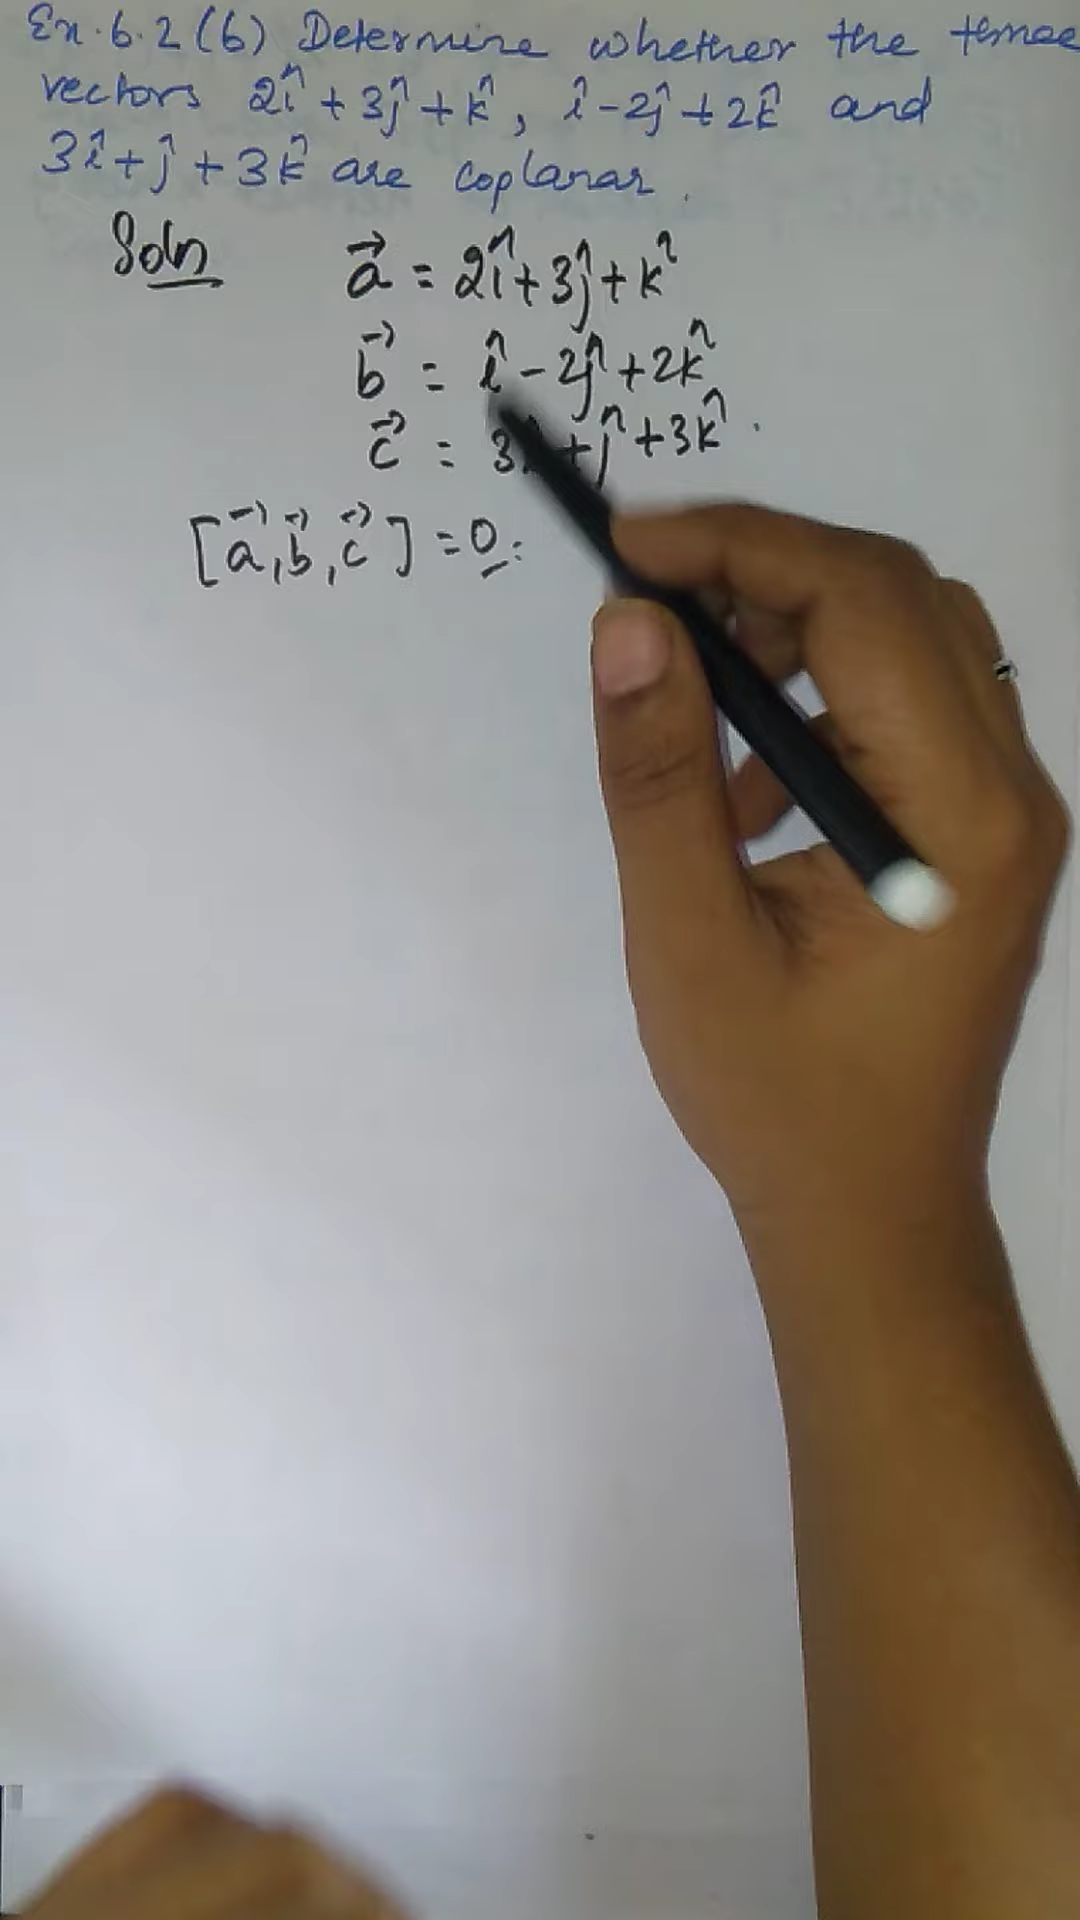 Ex. 6.2 (6) Determine whether the three
vectors 2î + 3ĵ + k̂, î - 2ĵ + 2k̂ and
3î + ĵ + 3k̂ are coplanar.
Soln a⃗ = 2î + 3ĵ + k̂
b⃗ = î - 2ĵ + 2k̂
c⃗ = 3î + ĵ + 3k̂.
[a⃗, b⃗, c⃗] = 0.